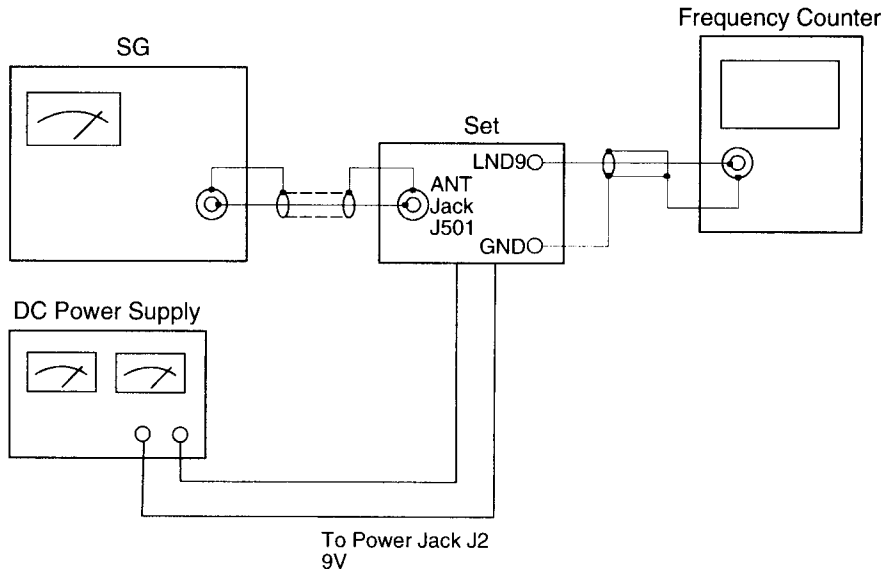 Frequency Counter
SG
Set
LND9
ANT
Jack
J501
GND
DC Power Supply
To Power Jack J2
9V